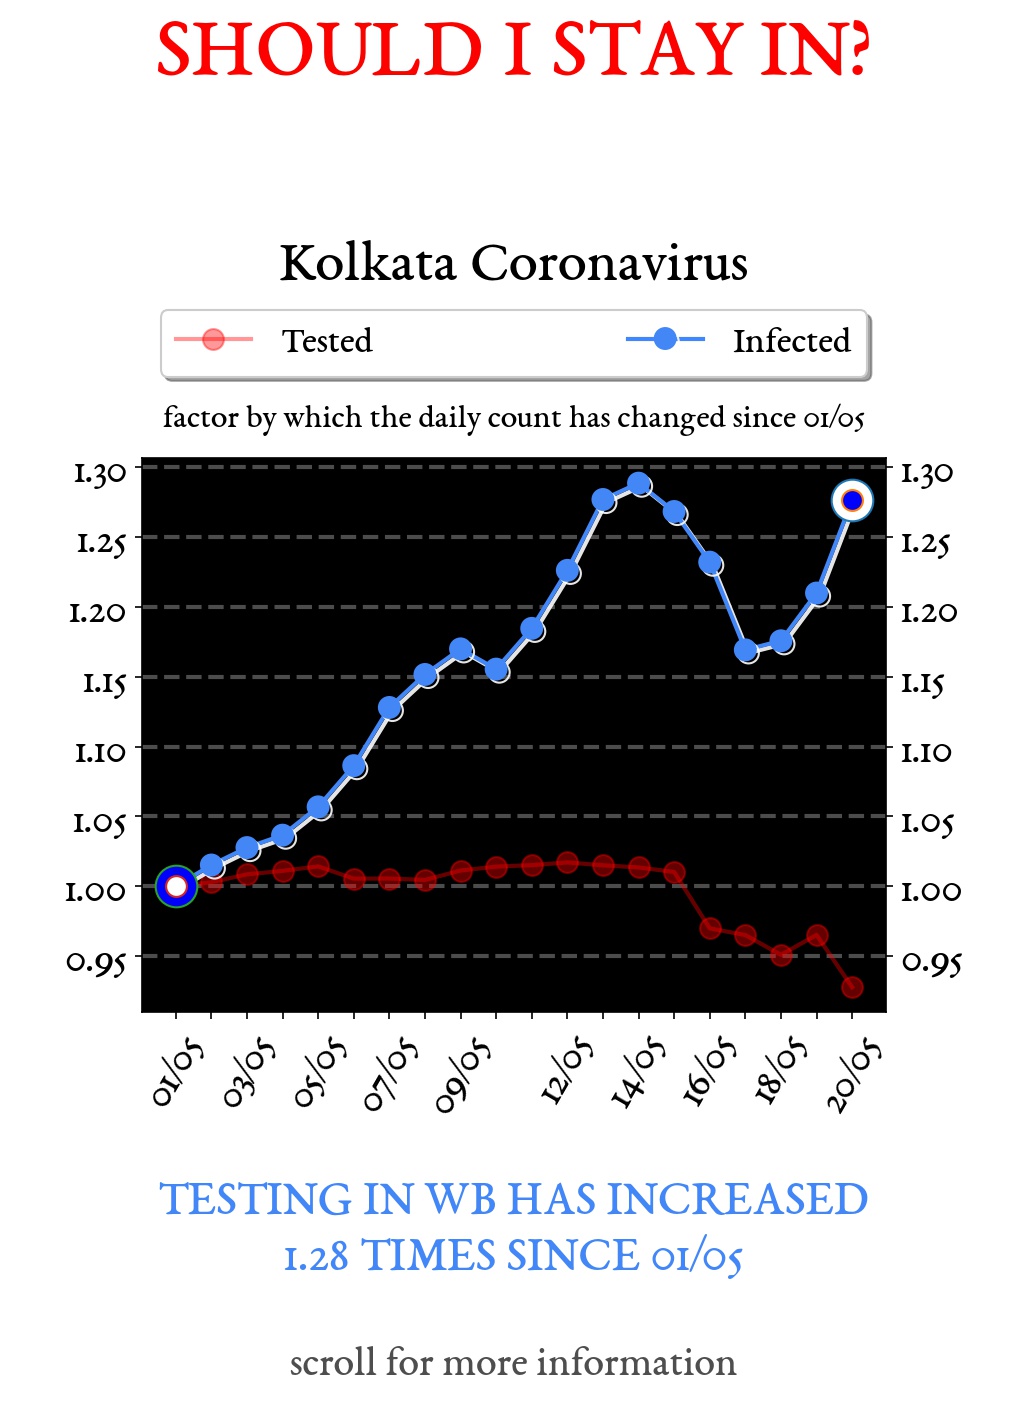 SHOULD I STAY IN?
Kolkata Coronavirus
Tested Infected
factor by which the daily count has changed since 01/05
1.30 1.30
1.25 1.25
1.20 1.20
1.15 1.15
1.10 1.10
1.05 1.05
1.00 1.00
0.95 0.95
01/05 03/05 05/05 07/05 09/05 12/05 14/05 16/05 18/05 20/05
TESTING IN WB HAS INCREASED
1.28 TIMES SINCE 01/05
scroll for more information